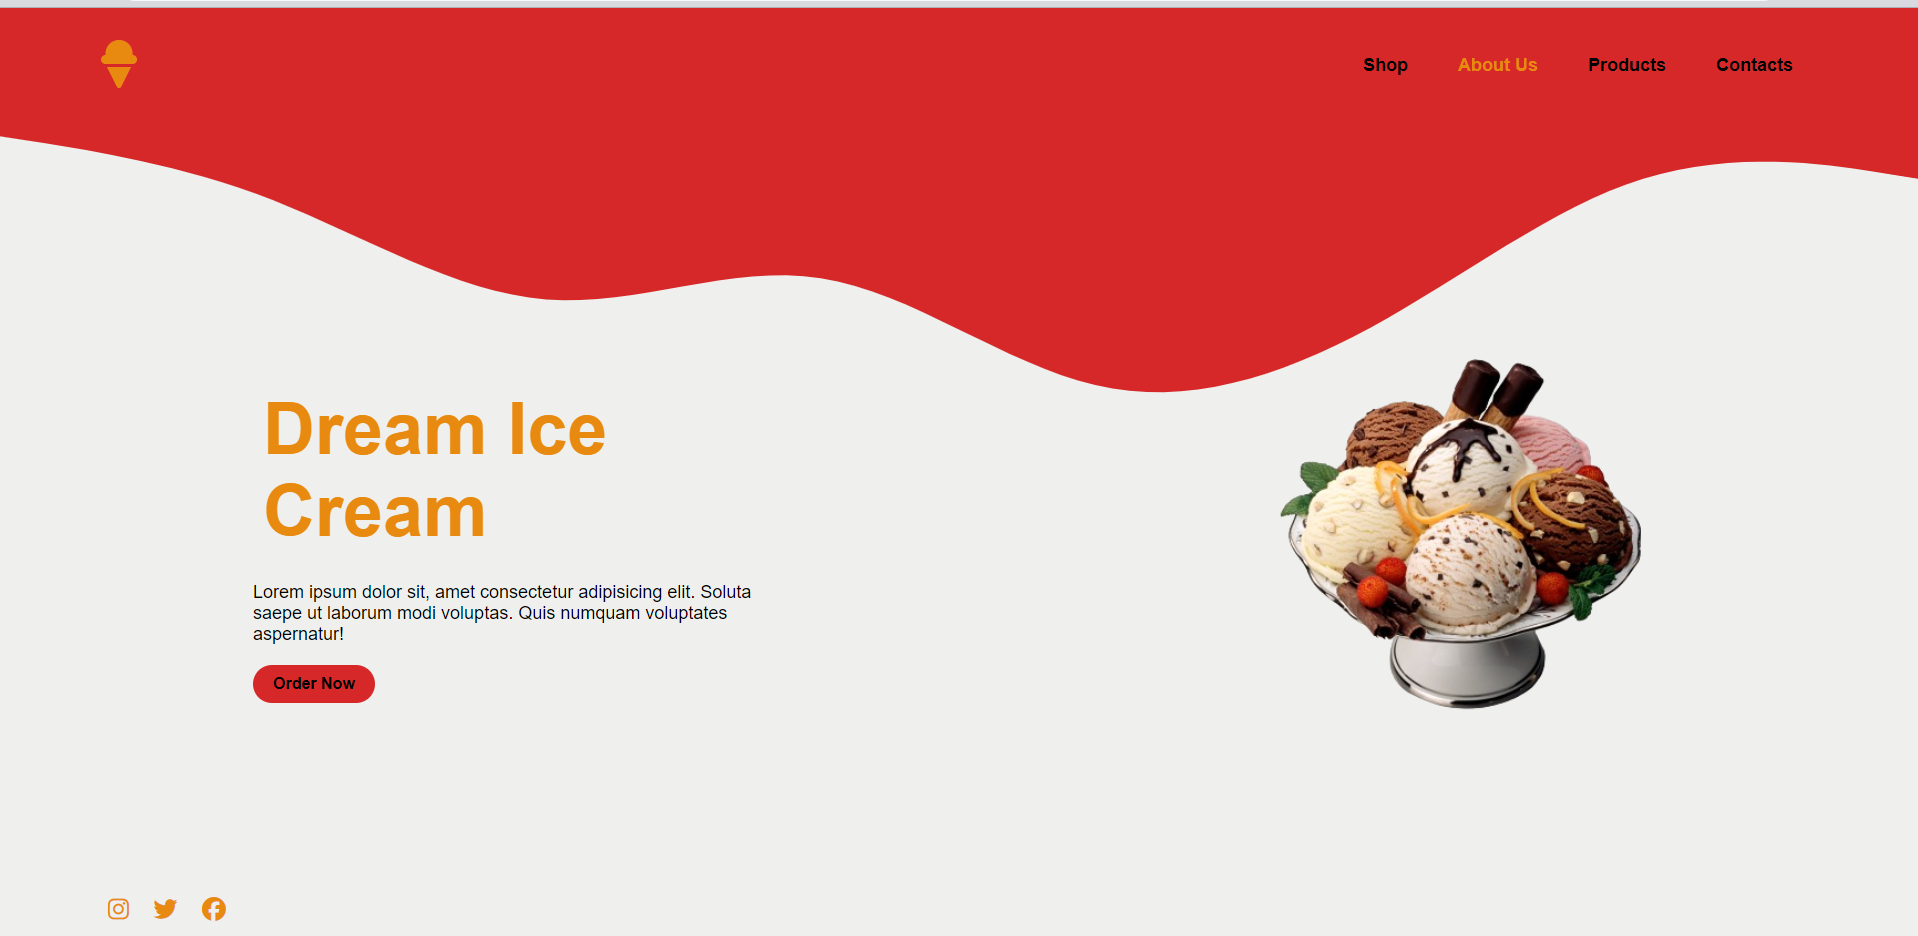 Shop About Us Products Contacts
Dream Ice
Cream
Lorem ipsum dolor sit, amet consectetur adipisicing elit. Soluta
saepe ut laborum modi voluptas. Quis numquam voluptates
aspernatur!
Order Now